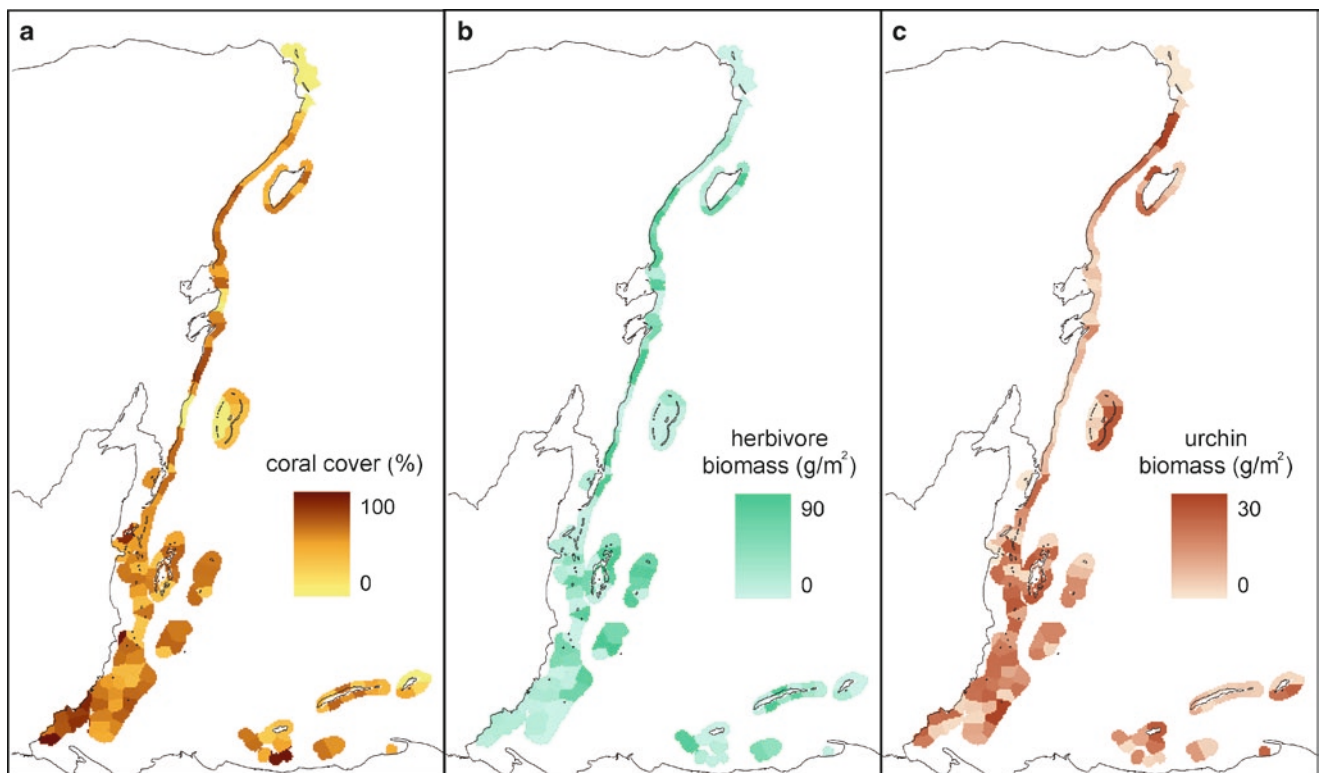 a
coral cover (%)
100
0
b
herbivore
biomass (g/m²)
90
0
c
urchin
biomass (g/m²)
30
0